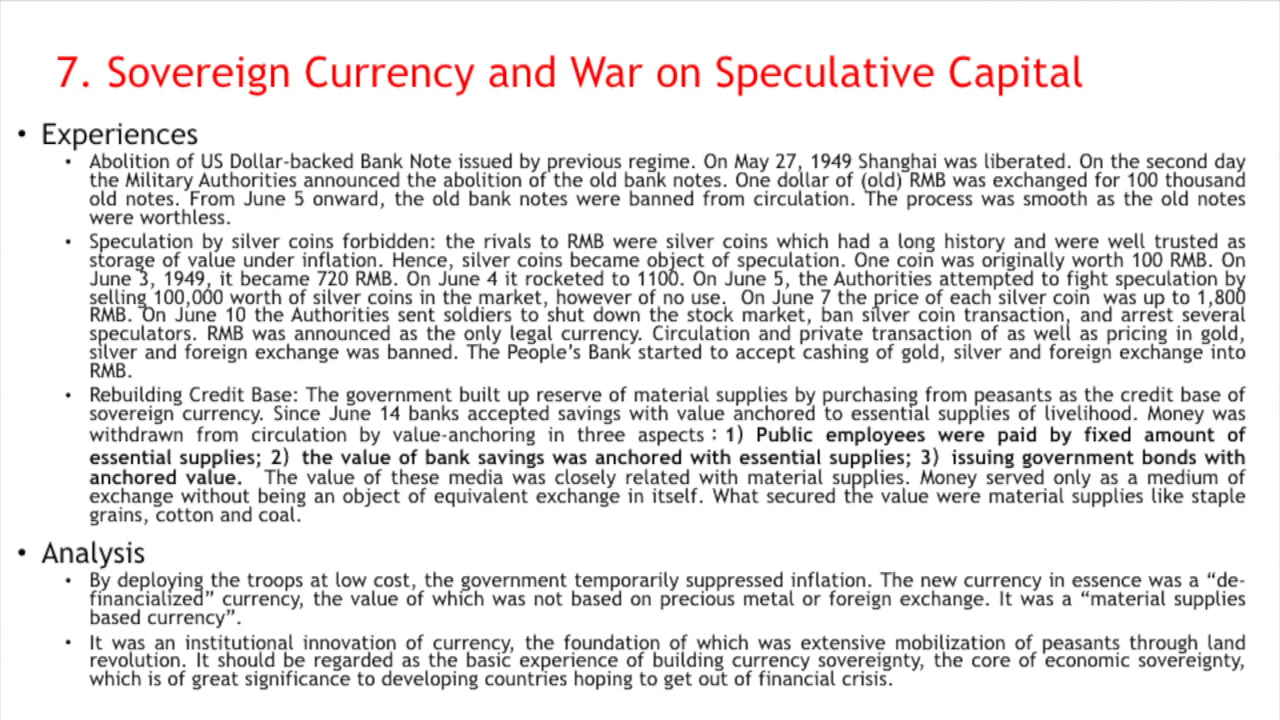 7. Sovereign Currency and War on Speculative Capital
• Experiences
• Abolition of US Dollar-backed Bank Note issued by previous regime. On May 27, 1949 Shanghai was liberated. On the second day
the Military Authorities announced the abolition of the old bank notes. One dollar of (old) RMB was exchanged for 100 thousand
old notes. From June 5 onward, the old bank notes were banned from circulation. The process was smooth as the old notes
were worthless.
• Speculation by silver coins forbidden: the rivals to RMB were silver coins which had a long history and were well trusted as
storage of value under inflation. Hence, silver coins became object of speculation. One coin was originally worth 100 RMB. On
June 3, 1949, it became 720 RMB. On June 4 it rocketed to 1100. On June 5, the Authorities attempted to fight speculation by
selling 100,000 worth of silver coins in the market, however of no use. On June 7 the price of each silver coin was up to 1,800
RMB. On June 10 the Authorities sent soldiers to shut down the stock market, ban silver coin transaction, and arrest several
speculators. RMB was announced as the only legal currency. Circulation and private transaction of as well as pricing in gold,
silver and foreign exchange was banned. The People's Bank started to accept cashing of gold, silver and foreign exchange into
RMB.
• Rebuilding Credit Base: The government built up reserve of material supplies by purchasing from peasants as the credit base of
sovereign currency. Since June 14 banks accepted savings with value anchored to essential supplies of livelihood. Money was
withdrawn from circulation by value-anchoring in three aspects：1) Public employees were paid by fixed amount of
essential supplies; 2) the value of bank savings was anchored with essential supplies; 3) issuing government bonds with
anchored value. The value of these media was closely related with material supplies. Money served only as a medium of
exchange without being an object of equivalent exchange in itself. What secured the value were material supplies like staple
grains, cotton and coal.
• Analysis
• By deploying the troops at low cost, the government temporarily suppressed inflation. The new currency in essence was a “de-
financialized” currency, the value of which was not based on precious metal or foreign exchange. It was a “material supplies
based currency”.
• It was an institutional innovation of currency, the foundation of which was extensive mobilization of peasants through land
revolution. It should be regarded as the basic experience of building currency sovereignty, the core of economic sovereignty,
which is of great significance to developing countries hoping to get out of financial crisis.